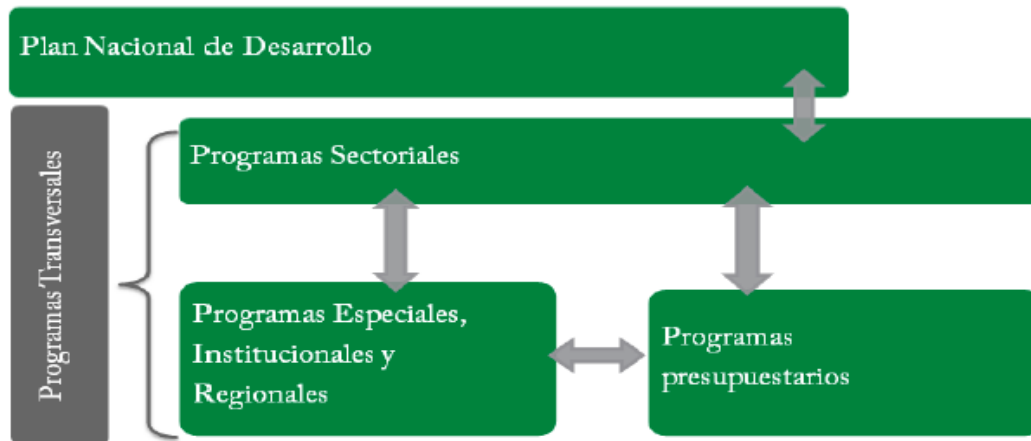 Plan Nacional de Desarrollo
Programas Transversales
Programas Sectoriales
Programas Especiales,
Institucionales y
Regionales
Programas
presupuestarios